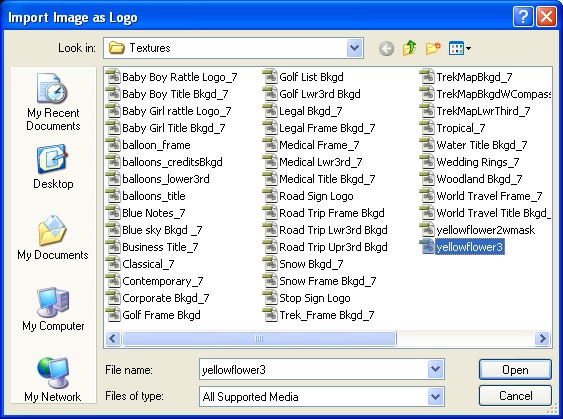 Import Image as Logo
Look in: Textures
My Recent
Documents
Desktop
My Documents
My Computer
My Network
Baby Boy Rattle Logo_7
Baby Boy Title Bkgd_7
Baby Girl rattle Logo_7
Baby Girl Title Bkgd_7
balloon_frame
balloons_creditsBkgd
balloons_lower3rd
balloons_title
Blue Notes_7
Blue sky Bkgd _7
Business Title_7
Classical_7
Contemporary_7
Corporate Bkgd_7
Golf Frame Bkgd
Golf List Bkgd
Golf Lwr3rd Bkgd
Legal Bkgd_7
Legal Frame Bkgd_7
Medical Frame_7
Medical Lwr3rd_7
Medical Title Bkgd_7
Road Sign Logo
Road Trip Frame Bkgd
Road Trip Lwr3rd Bkgd
Road Trip Upr3rd Bkgd
Snow Bkgd_7
Snow Frame Bkgd_7
Stop Sign Logo
Trek_Frame Bkgd_7
TrekMapBkgd_7
TrekMapBkgdWCompass
TrekMapLwrThird_7
Tropical_7
Water Title Bkgd_7
Wedding Rings_7
Woodland Bkgd_7
World Travel Frame_7
World Travel Title Bkgd_
yellowflower2wmask
yellowflower3
File name: yellowflower3 Open
Files of type: All Supported Media Cancel